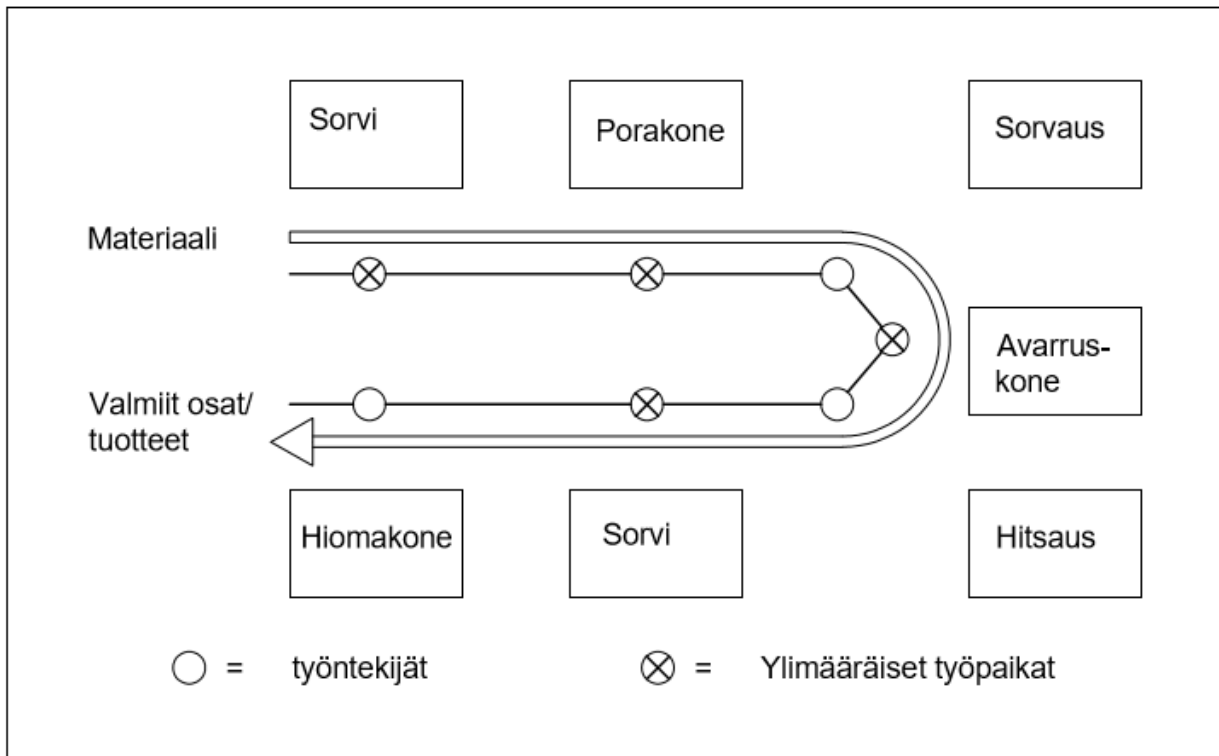 Sorvi
Porakone
Sorvaus
Materiaali
Avarrus-
kone
Valmiit osat/
tuotteet
Hiomakone
Sorvi
Hitsaus
= työntekijät
= Ylimääräiset työpaikat